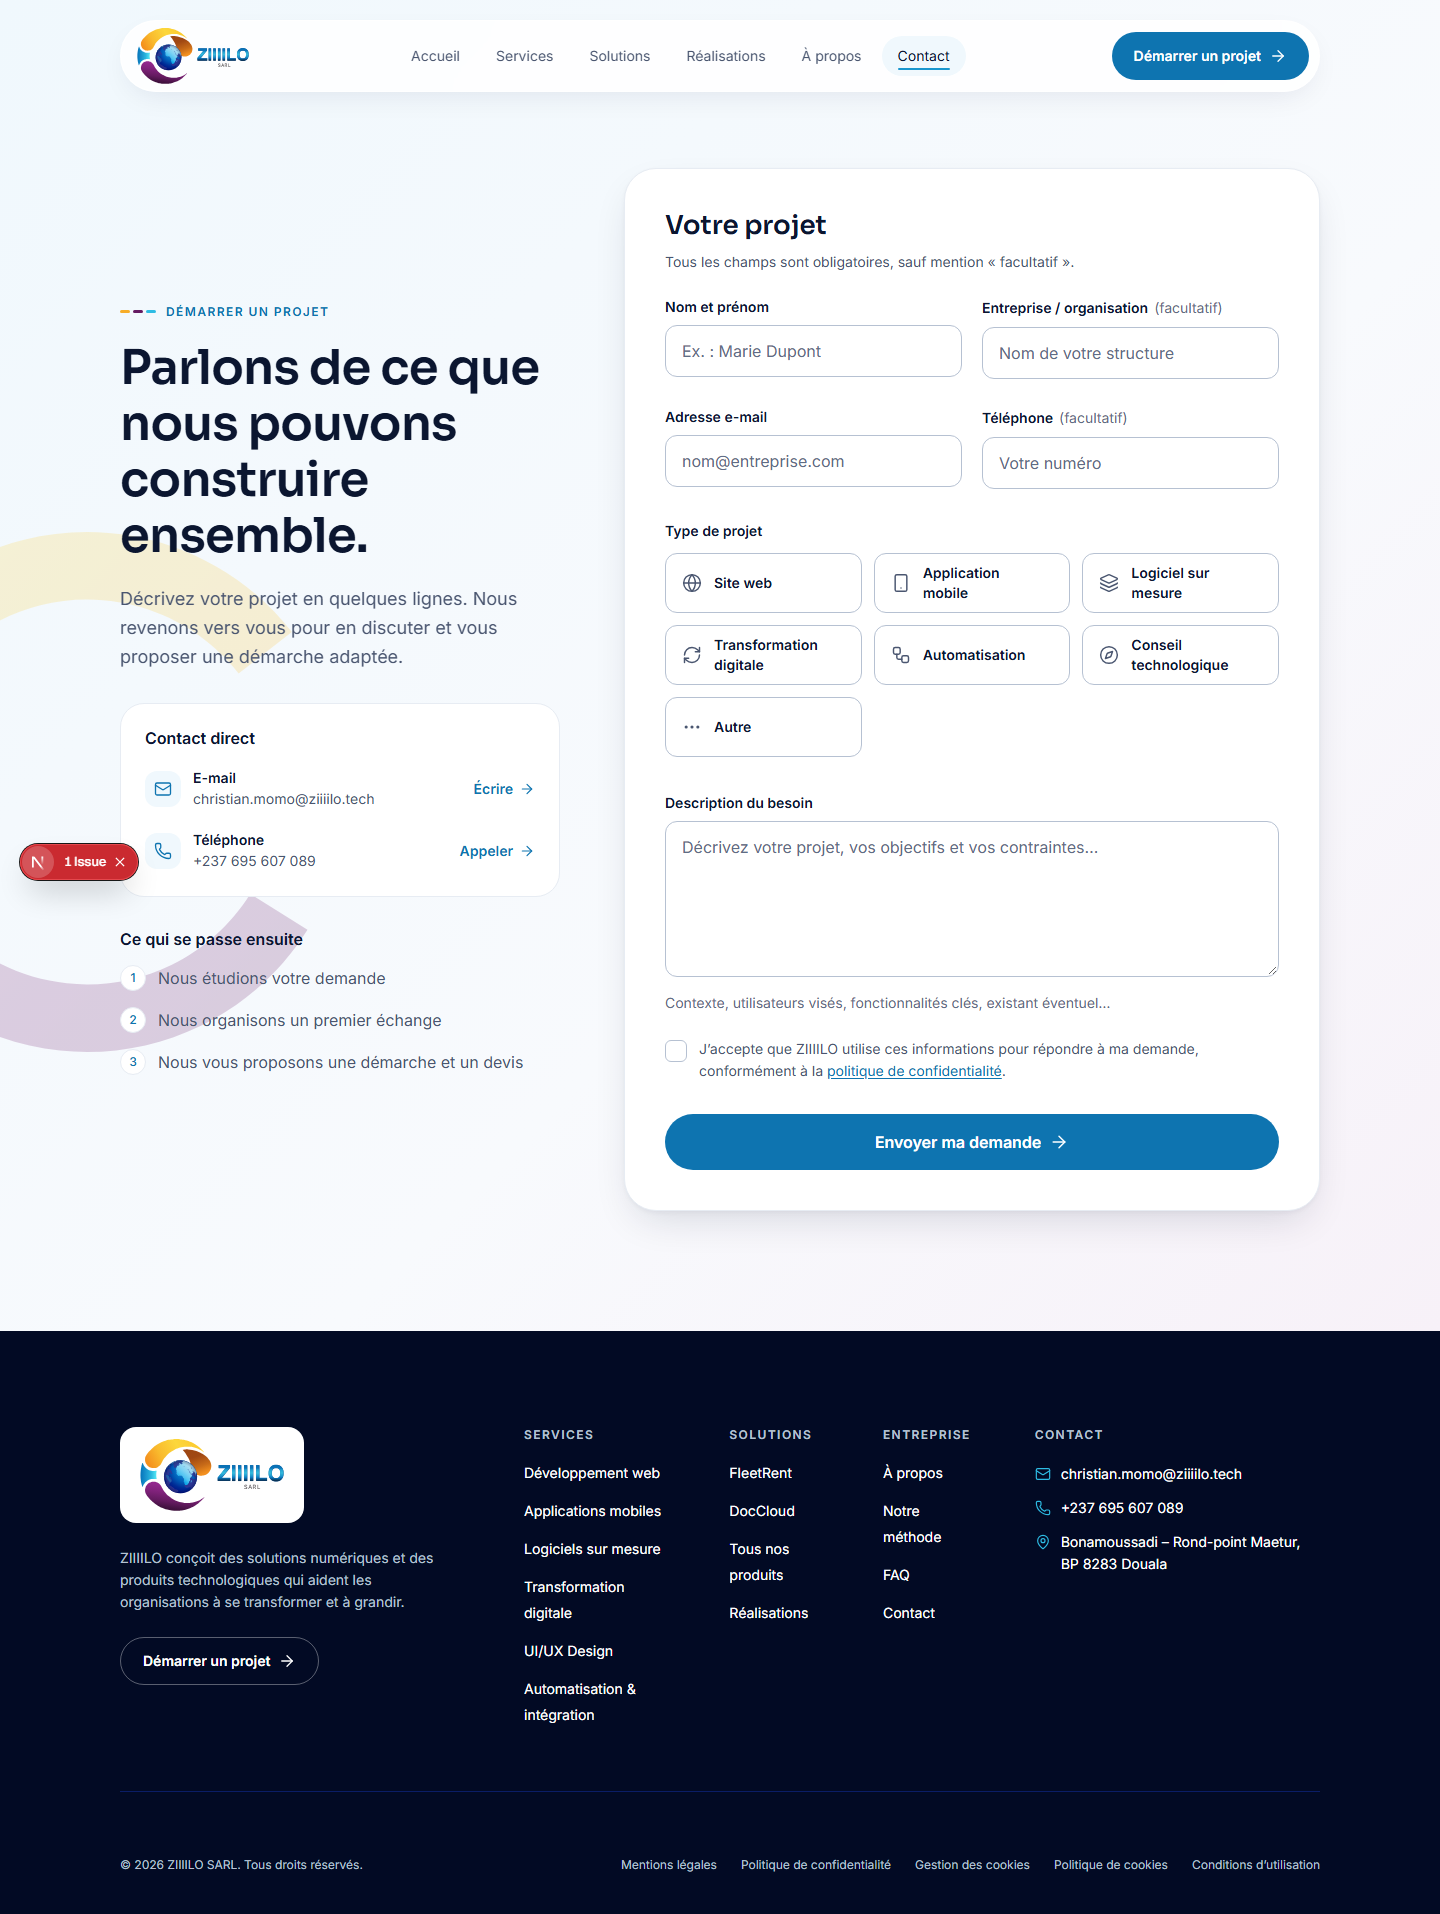 ZIIIILO
SARL
Accueil
Services
Solutions
Réalisations
À propos
Contact
Démarrer un projet
DÉMARRER UN PROJET
Parlons de ce que
nous pouvons
construire
ensemble.
Décrivez votre projet en quelques lignes. Nous
revenons vers vous pour en discuter et vous
proposer une démarche adaptée.
Contact direct
E-mail
christian.momo@ziiiilo.tech
Écrire
Téléphone
+237 695 607 089
Appeler
N
1 Issue
Ce qui se passe ensuite
1 Nous étudions votre demande
2 Nous organisons un premier échange
3 Nous vous proposons une démarche et un devis
Votre projet
Tous les champs sont obligatoires, sauf mention « facultatif ».
Nom et prénom
Ex. : Marie Dupont
Entreprise / organisation (facultatif)
Nom de votre structure
Adresse e-mail
nom@entreprise.com
Téléphone (facultatif)
Votre numéro
Type de projet
Site web
Application
mobile
Logiciel sur
mesure
Transformation
digitale
Automatisation
Conseil
technologique
Autre
Description du besoin
Décrivez votre projet, vos objectifs et vos contraintes…
Contexte, utilisateurs visés, fonctionnalités clés, existant éventuel…
J’accepte que ZIIIILO utilise ces informations pour répondre à ma demande,
conformément à la politique de confidentialité.
Envoyer ma demande
ZIIIILO
SARL
ZIIIILO conçoit des solutions numériques et des
produits technologiques qui aident les
organisations à se transformer et à grandir.
Démarrer un projet
SERVICES
Développement web
Applications mobiles
Logiciels sur mesure
Transformation
digitale
UI/UX Design
Automatisation &
intégration
SOLUTIONS
FleetRent
DocCloud
Tous nos
produits
Réalisations
ENTREPRISE
À propos
Notre
méthode
FAQ
Contact
CONTACT
christian.momo@ziiiilo.tech
+237 695 607 089
Bonamoussadi – Rond-point Maetur,
BP 8283 Douala
© 2026 ZIIIILO SARL. Tous droits réservés.
Mentions légales
Politique de confidentialité
Gestion des cookies
Politique de cookies
Conditions d’utilisation